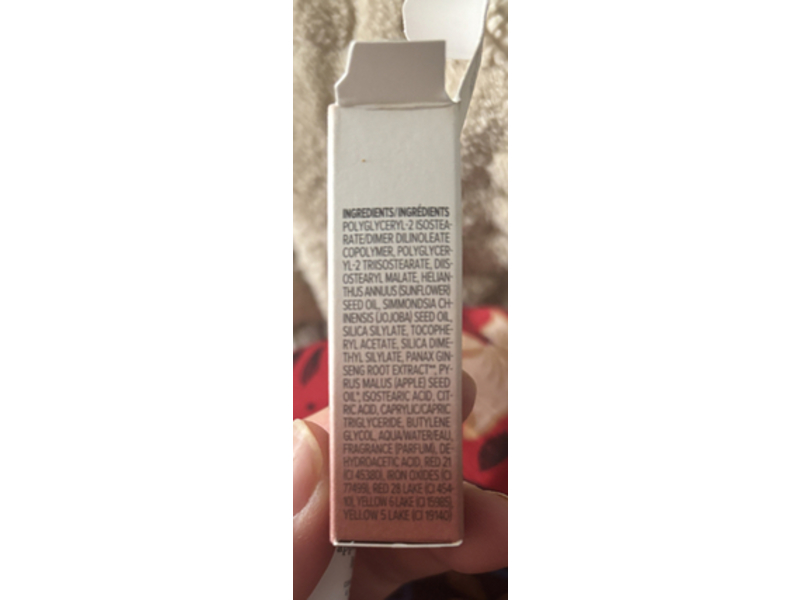 INGREDIENTS/INGRÉDIENTS
POLYGLYCERYL-2 ISOSTEA-
RATE/DIMER DILINOLEATE
COPOLYMER, POLYGLYCER-
YL-2 TRIISOSTEARATE, DIIS-
OSTEARYL MALATE, HELIAN-
THUS ANNUUS (SUNFLOWER)
SEED OIL, SIMMONDSIA CH-
INENSIS (JOJOBA) SEED OIL,
SILICA SILYLATE, TOCOPHE-
RYL ACETATE, SILICA DIME-
THYL SILYLATE, PANAX GIN-
SENG ROOT EXTRACT**, PY-
RUS MALUS (APPLE) SEED
OIL*, ISOSTEARIC ACID, CIT-
RIC ACID, CAPRYLIC/CAPRIC
TRIGLYCERIDE, BUTYLENE
GLYCOL, AQUA/WATER/EAU,
FRAGRANCE (PARFUM), DE-
HYDROACETIC ACID, RED 21
(CI 45380), IRON OXIDES (CI
77499), RED 28 LAKE (CI 454-
10), YELLOW 6 LAKE (CI 15985),
YELLOW 5 LAKE (CI 19140)